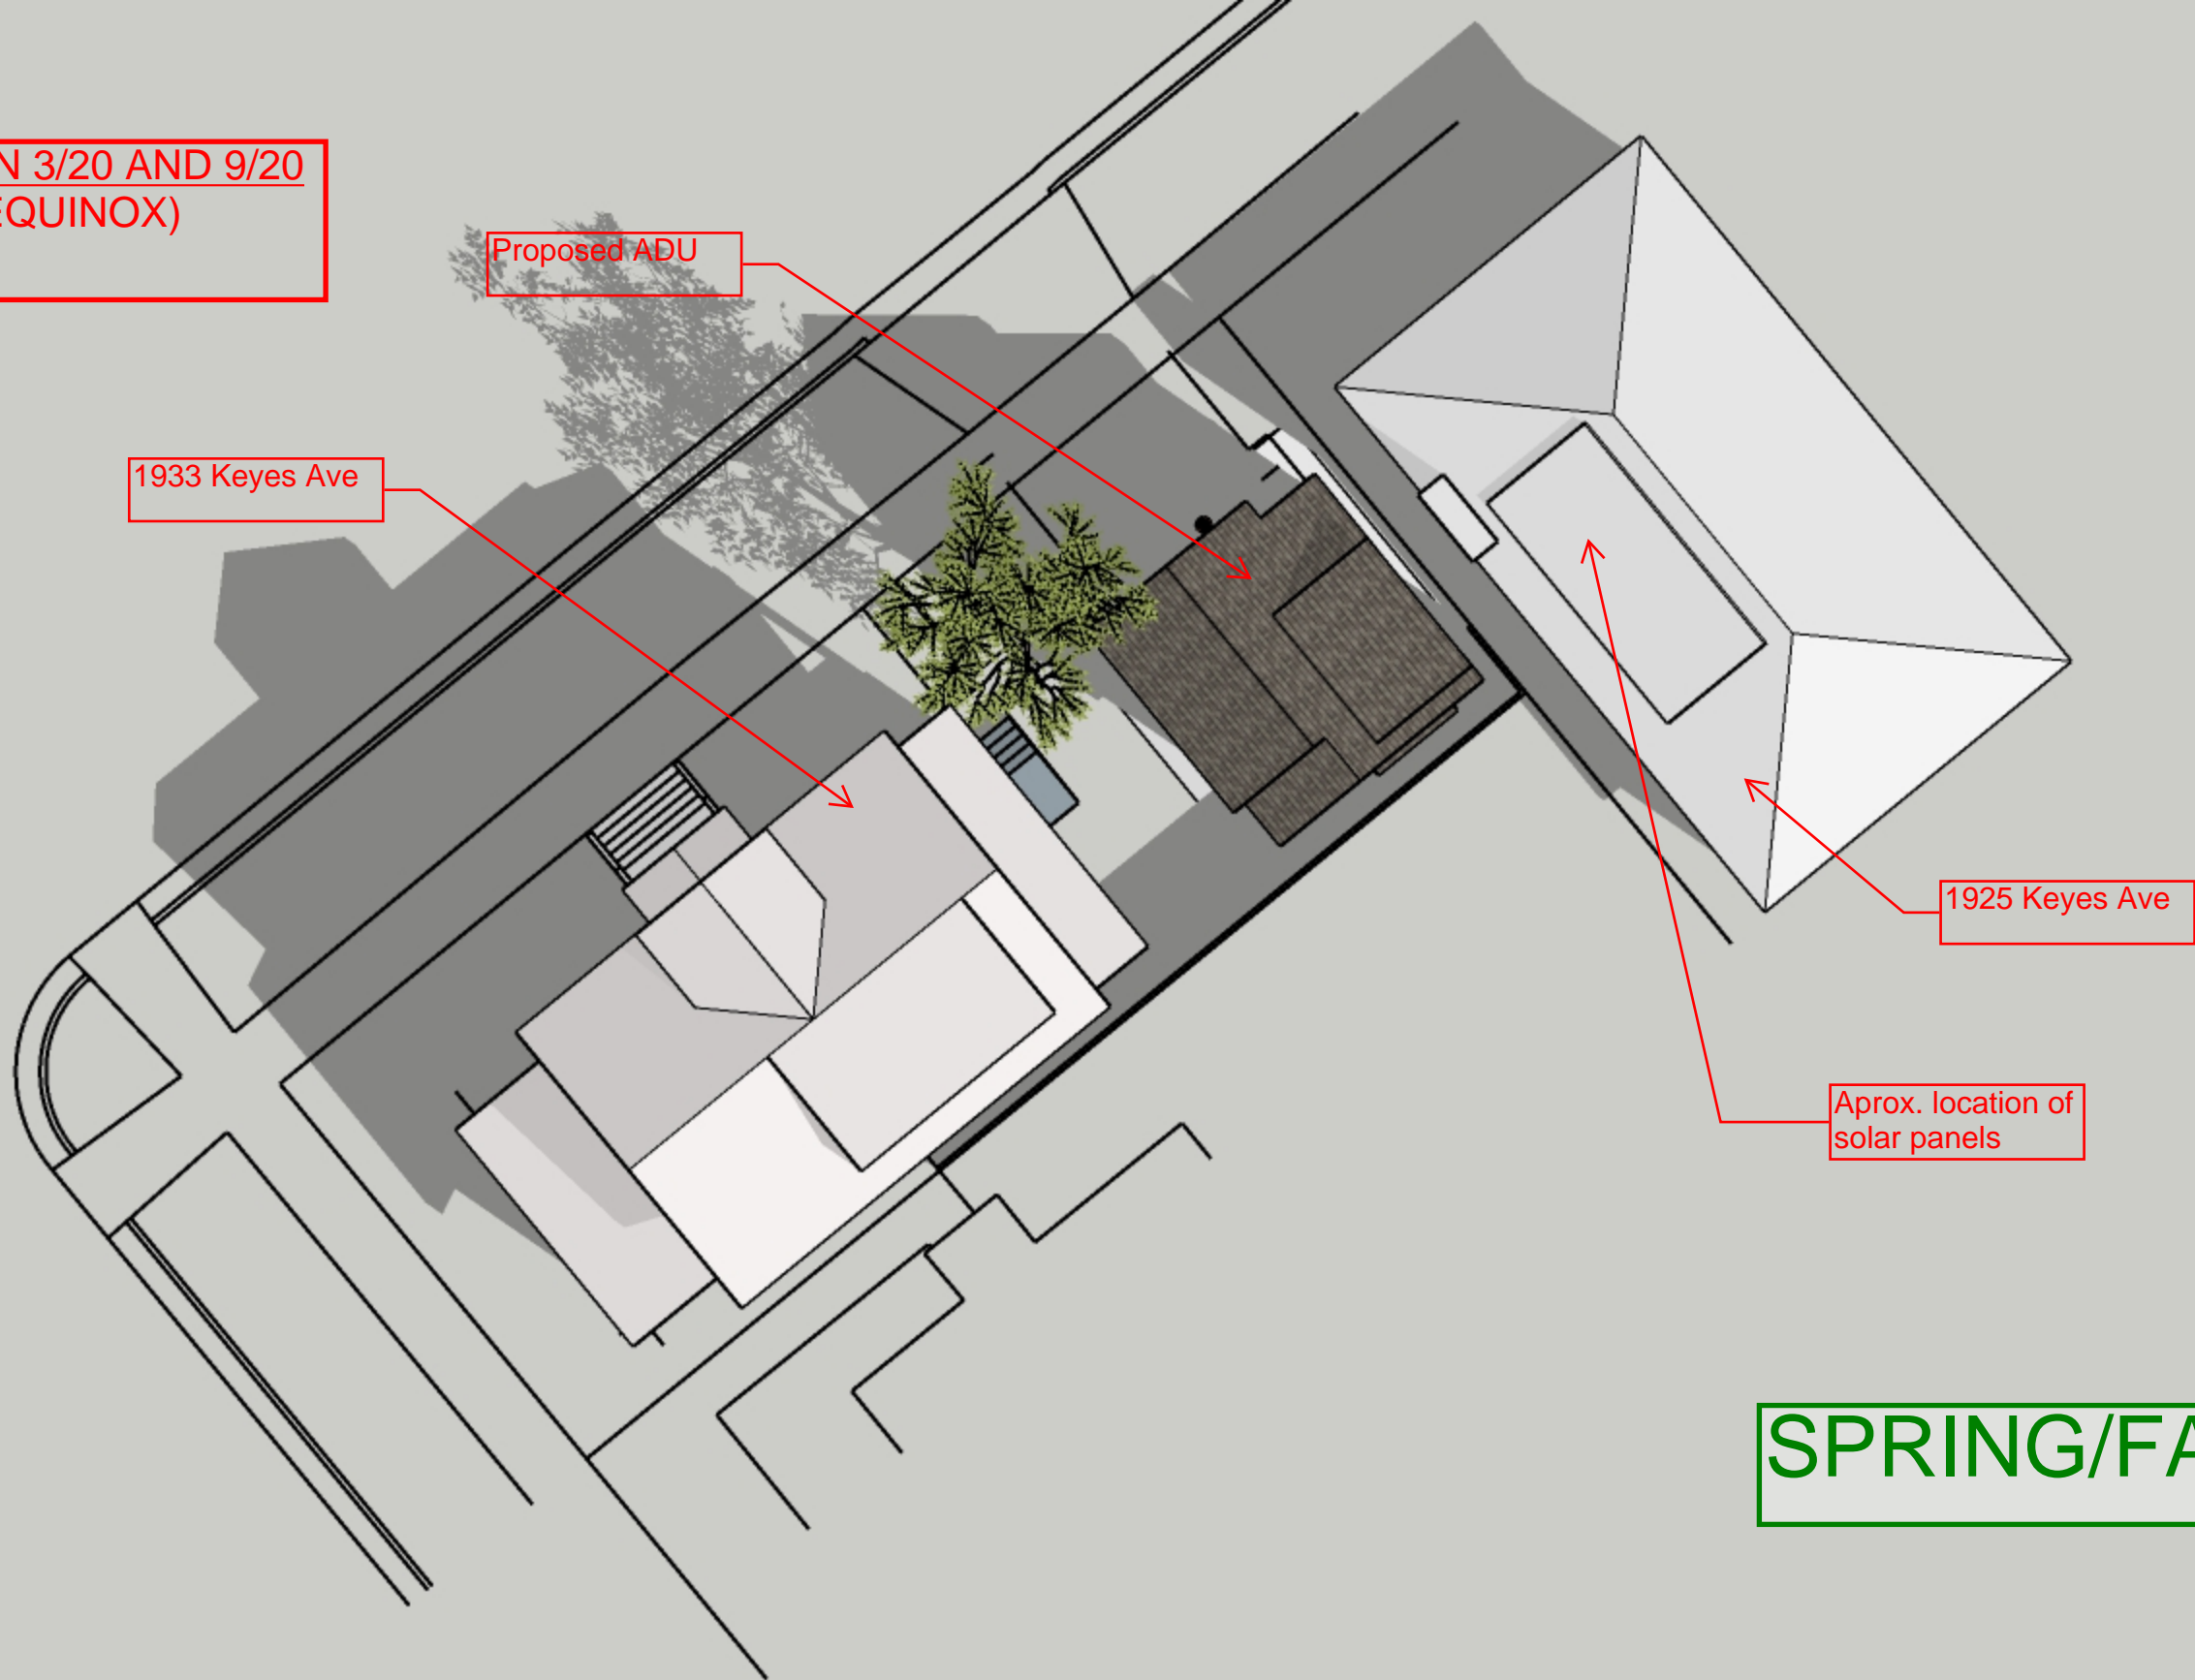 N 3/20 AND 9/20
EQUINOX)
Proposed ADU
1933 Keyes Ave
1925 Keyes Ave
Aprox. location of
solar panels
SPRING/FA